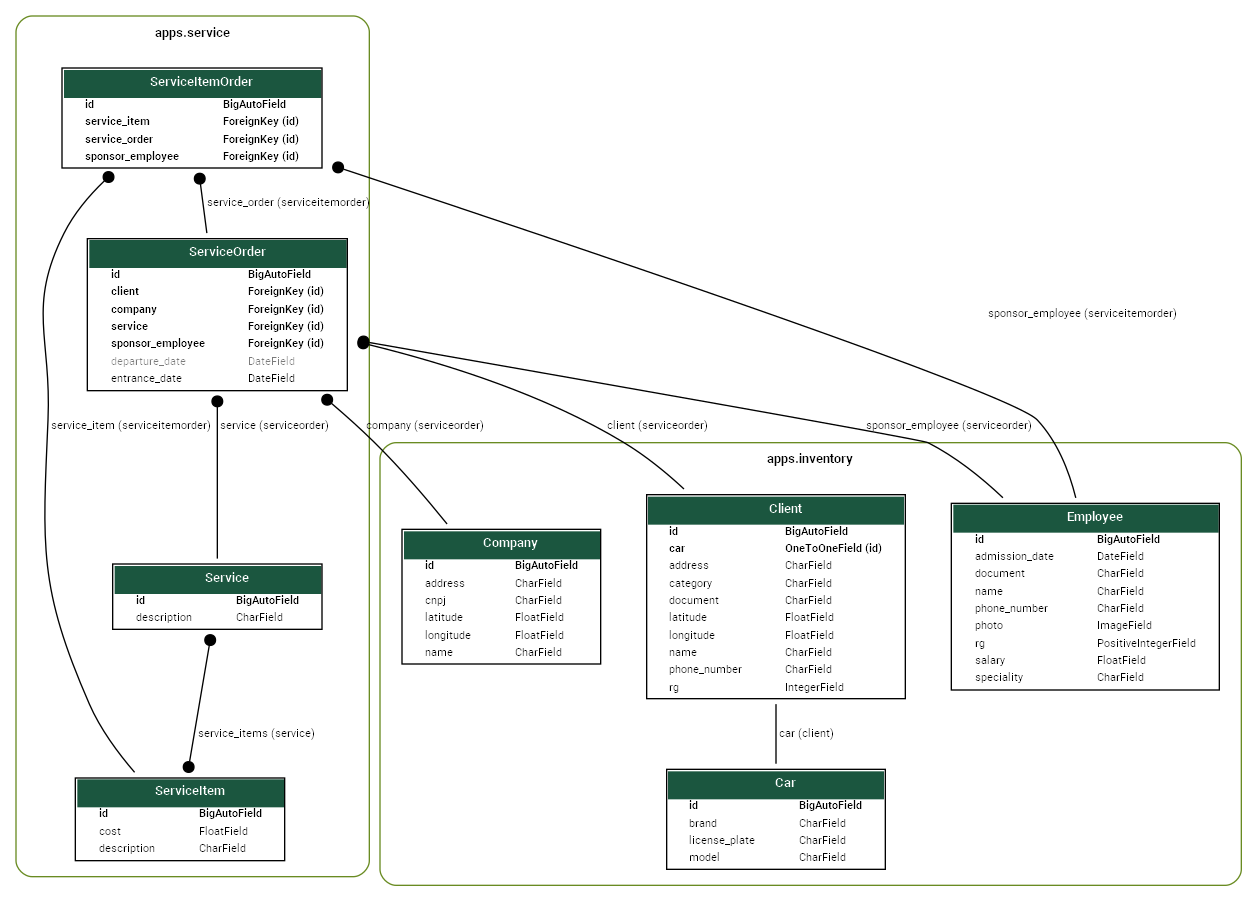 apps.service
ServiceItemOrder
id BigAutoField
service_item ForeignKey (id)
service_order ForeignKey (id)
sponsor_employee ForeignKey (id)
service_order (serviceitemorder)
ServiceOrder
id BigAutoField
client ForeignKey (id)
company ForeignKey (id)
service ForeignKey (id)
sponsor_employee ForeignKey (id)
departure_date DateField
entrance_date DateField
sponsor_employee (serviceitemorder)
service_item (serviceitemorder)
service (serviceorder)
company (serviceorder)
client (serviceorder)
sponsor_employee (serviceorder)
Service
id BigAutoField
description CharField
service_items (service)
ServiceItem
id BigAutoField
cost FloatField
description CharField
apps.inventory
Company
id BigAutoField
address CharField
cnpj CharField
latitude FloatField
longitude FloatField
name CharField
Client
id BigAutoField
car OneToOneField (id)
address CharField
category CharField
document CharField
latitude FloatField
longitude FloatField
name CharField
phone_number CharField
rg IntegerField
Employee
id BigAutoField
admission_date DateField
document CharField
name CharField
phone_number CharField
photo ImageField
rg PositiveIntegerField
salary FloatField
speciality CharField
car (client)
Car
id BigAutoField
brand CharField
license_plate CharField
model CharField